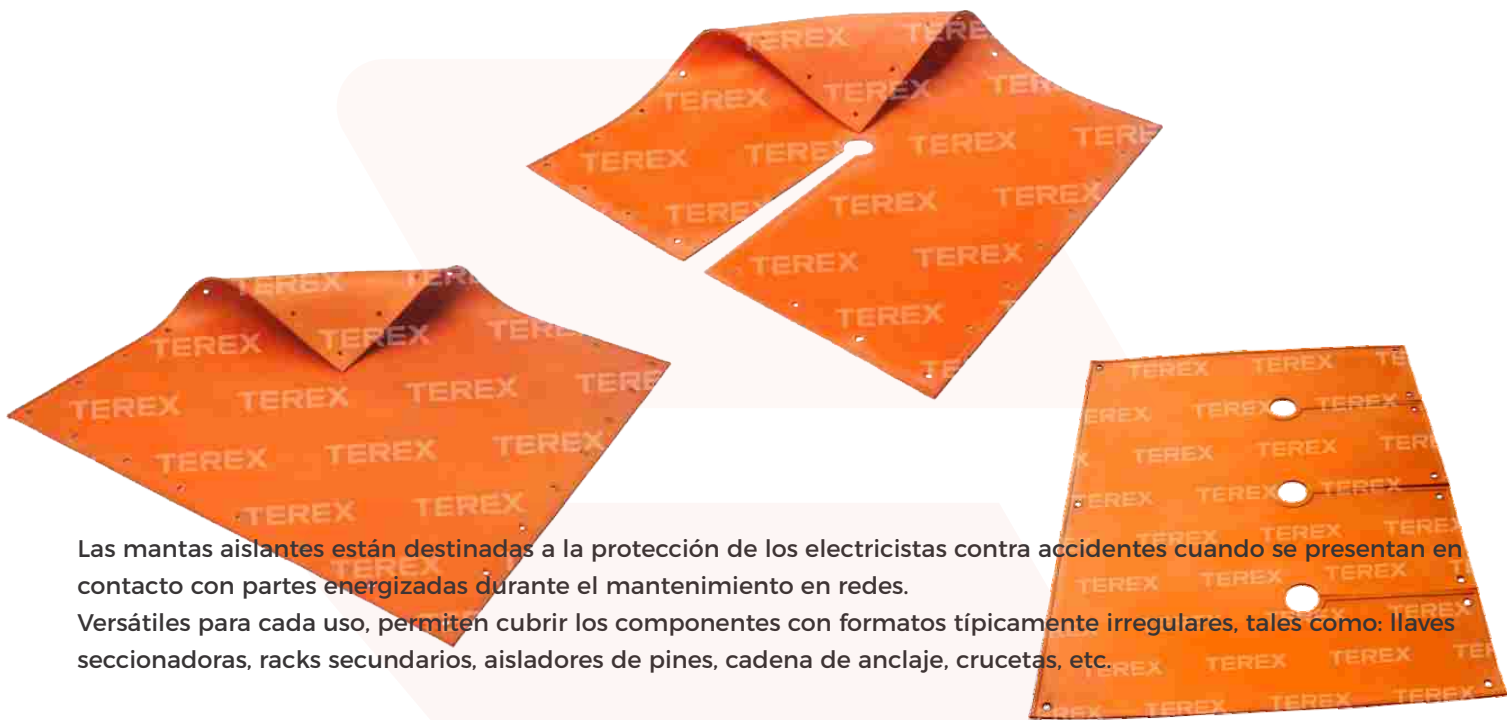 TEREX
Las mantas aislantes están destinadas a la protección de los electricistas contra accidentes cuando se presentan en
contacto con partes energizadas durante el mantenimiento en redes.
Versátiles para cada uso, permiten cubrir los componentes con formatos típicamente irregulares, tales como: llaves
seccionadoras, racks secundarios, aisladores de pines, cadena de anclaje, crucetas, etc.